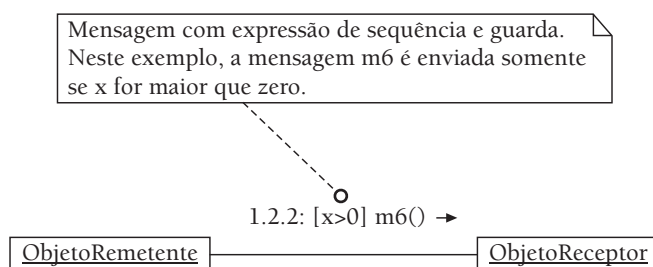 Mensagem com expressão de sequência e guarda.
Neste exemplo, a mensagem m6 é enviada somente
se x for maior que zero.
1.2.2: [x>0] m6()
ObjetoRemetente
ObjetoReceptor